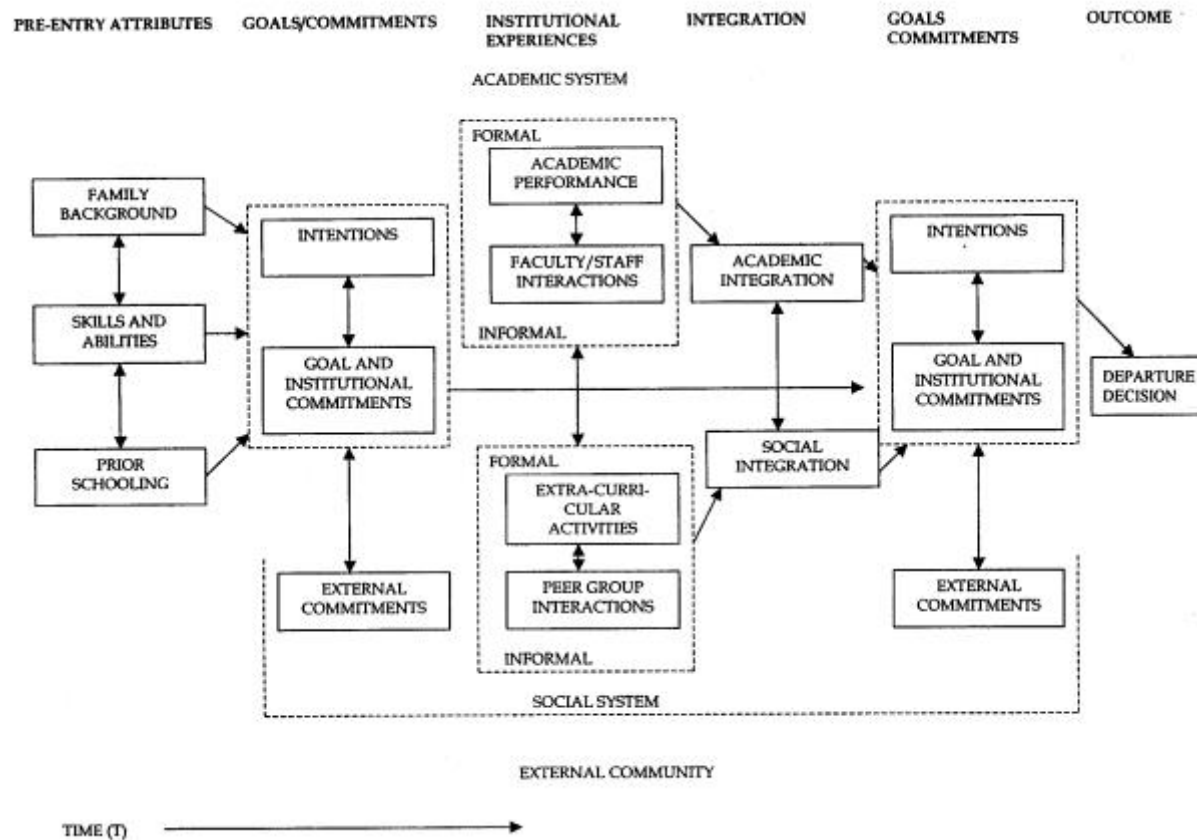 PRE-ENTRY ATTRIBUTES
GOALS/COMMITMENTS
INSTITUTIONAL
EXPERIENCES
INTEGRATION
GOALS
COMMITMENTS
OUTCOME
ACADEMIC SYSTEM
FORMAL
ACADEMIC
PERFORMANCE
FACULTY/STAFF
INTERACTIONS
INFORMAL
FAMILY
BACKGROUND
SKILLS AND
ABILITIES
PRIOR
SCHOOLING
INTENTIONS
GOAL AND
INSTITUTIONAL
COMMITMENTS
EXTERNAL
COMMITMENTS
FORMAL
EXTRA-CURRI-
CULAR
ACTIVITIES
PEER GROUP
INTERACTIONS
INFORMAL
ACADEMIC
INTEGRATION
SOCIAL
INTEGRATION
INTENTIONS
GOAL AND
INSTITUTIONAL
COMMITMENTS
EXTERNAL
COMMITMENTS
DEPARTURE
DECISION
SOCIAL SYSTEM
EXTERNAL COMMUNITY
TIME (T)